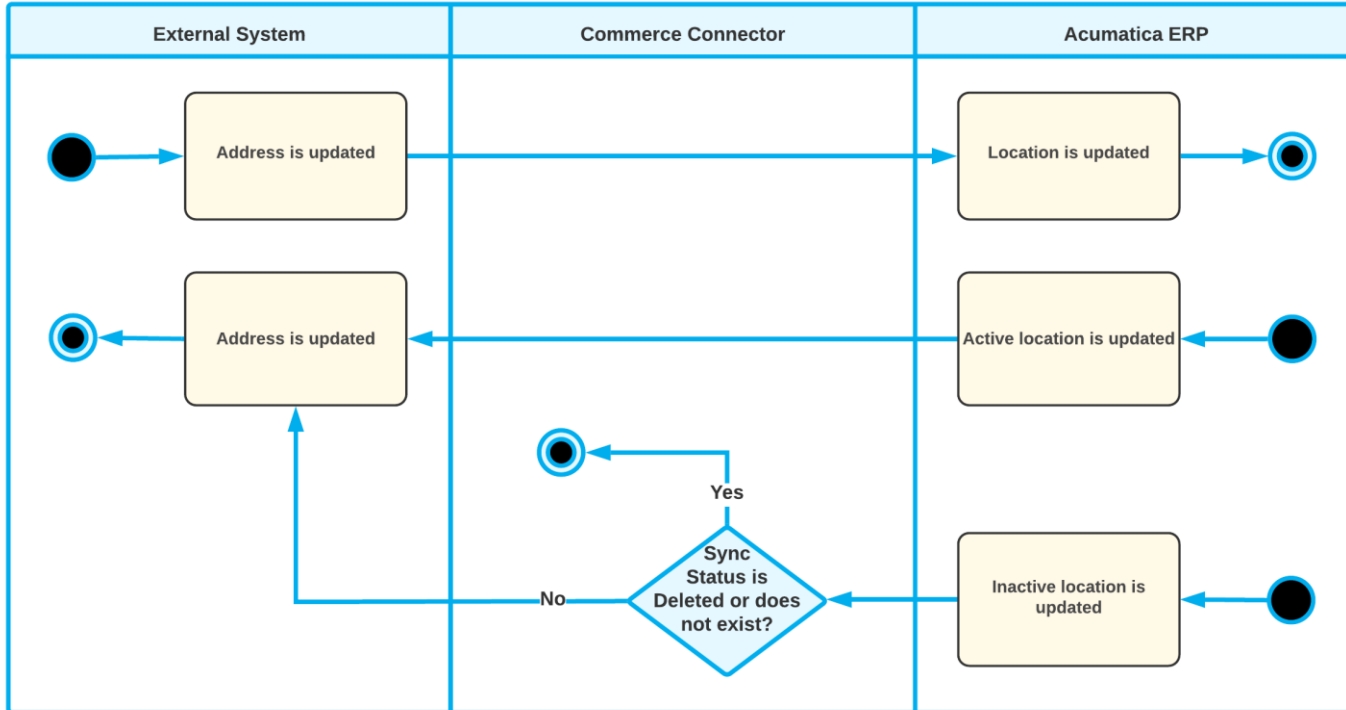 External System
Commerce Connector
Acumatica ERP
Address is updated
Location is updated
Address is updated
Active location is updated
Yes
Sync
Status is
Deleted or does
not exist?
No
Inactive location is
updated